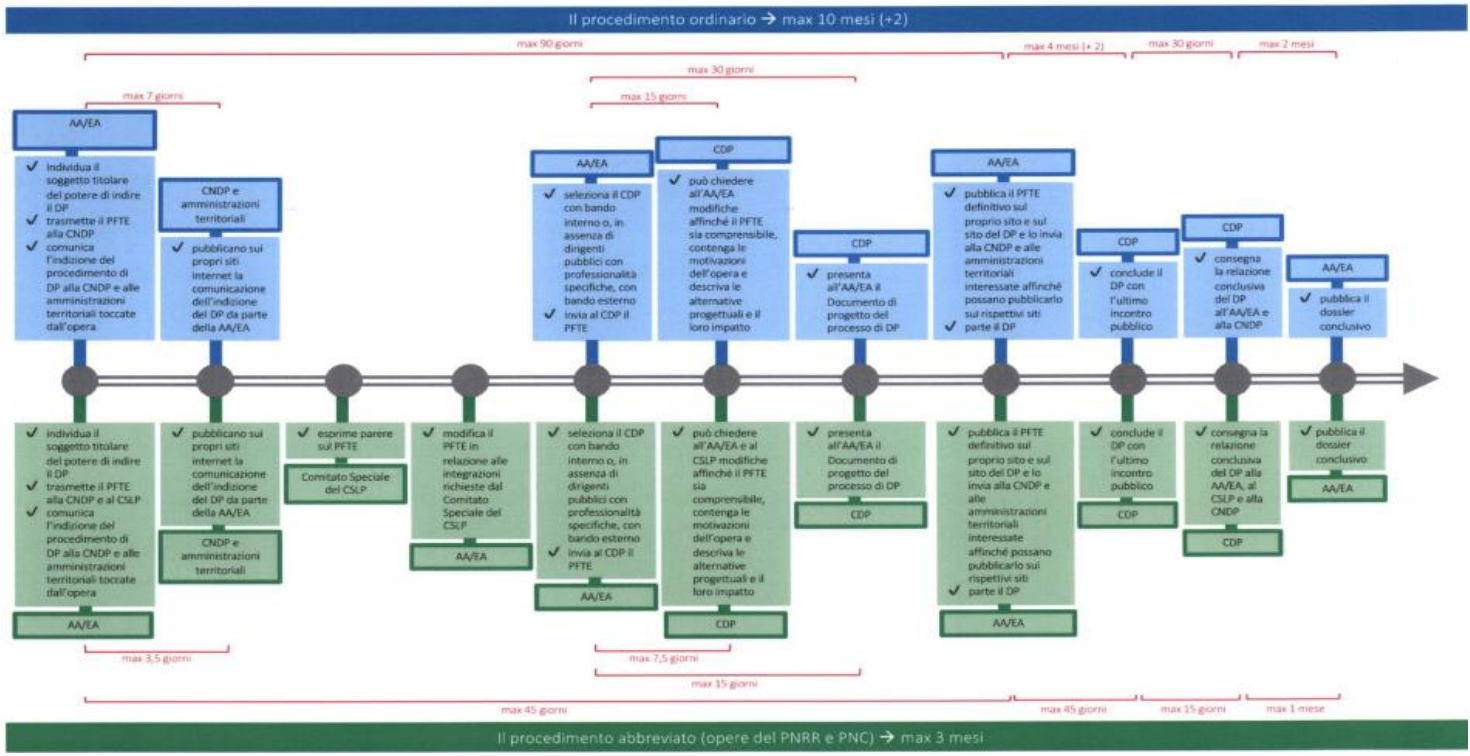 Il procedimento ordinario → max 10 mesi (+2)
max 90 giorni
max 4 mesi (+ 2)
max 30 giorni
max 2 mesi
max 30 giorni
max 7 giorni
max 15 giorni
AA/EA
✓ individua il
soggetto titolare
del potere di indire
il DP
✓ trasmette il PFTE
alla CNDP
✓ comunica
l'indizione del
procedimento di
DP alla CNDP e alle
amministrazioni
territoriali toccate
dall'opera
CNDP e
amministrazioni
territoriali
✓ pubblicano sui
propri siti
internet la
comunicazione
dell'indizione
del DP da parte
della AA/EA
AA/EA
✓ seleziona il CDP
con bando
interno o, in
assenza di
dirigenti
pubblici con
professionalità
specifiche, con
bando esterno
✓ invia al CDP il
PFTE
CDP
✓ può chiedere
all'AA/EA
modifiche
affinché il PFTE
sia comprensibile,
contenga le
motivazioni
dell'opera e
descriva le
alternative
progettuali e il
loro impatto
CDP
✓ presenta
all'AA/EA il
Documento di
progetto del
processo di DP
AA/EA
✓ pubblica il PFTE
definitivo sul
proprio sito e sul
sito del DP e lo invia
alla CNDP e alle
amministrazioni
territoriali
interessate affinché
possano pubblicarlo
sui rispettivi siti
✓ parte il DP
CDP
✓ conclude il
DP con
l'ultimo
incontro
pubblico
CDP
✓ consegna
la relazione
conclusiva
del DP
all'AA/EA e
alla CNDP
AA/EA
✓ pubblica il
dossier
conclusivo
✓ individua il
soggetto titolare
del potere di indire
il DP
✓ trasmette il PFTE
alla CNDP e al CSLP
✓ comunica
l'indizione del
procedimento di
DP alla CNDP e alle
amministrazioni
territoriali toccate
dall'opera
AA/EA
✓ pubblicano sui
propri siti
internet la
comunicazione
dell'indizione
del DP da parte
della AA/EA
CNDP e
amministrazioni
territoriali
✓ esprime parere
sul PFTE
Comitato Speciale
del CSLP
✓ modifica il
PFTE in
relazione alle
integrazioni
richieste dal
Comitato
Speciale del
CSLP
AA/EA
✓ seleziona il CDP
con bando
interno o, in
assenza di
dirigenti
pubblici con
professionalità
specifiche, con
bando esterno
✓ invia al CDP il
PFTE
AA/EA
✓ può chiedere
all'AA/EA e al
CSLP modifiche
affinché il PFTE
sia
comprensibile,
contenga le
motivazioni
dell'opera e
descriva le
alternative
progettuali e il
loro impatto
CDP
✓ presenta
all'AA/EA il
Documento di
progetto del
processo di DP
CDP
✓ pubblica il PFTE
definitivo sul
proprio sito e sul
sito del DP e lo
invia alla CNDP e
alle
amministrazioni
territoriali
interessate
affinché possano
pubblicarlo sui
rispettivi siti
✓ parte il DP
AA/EA
✓ conclude il
DP con
l'ultimo
incontro
pubblico
CDP
✓ consegna la
relazione
conclusiva
del DP alla
AA/EA, al
CSLP e alla
CNDP
CDP
✓ pubblica il
dossier
conclusivo
AA/EA
max 3,5 giorni
max 7,5 giorni
max 15 giorni
max 45 giorni
max 45 giorni
max 15 giorni
max 1 mese
Il procedimento abbreviato (opere del PNRR e PNC) → max 3 mesi